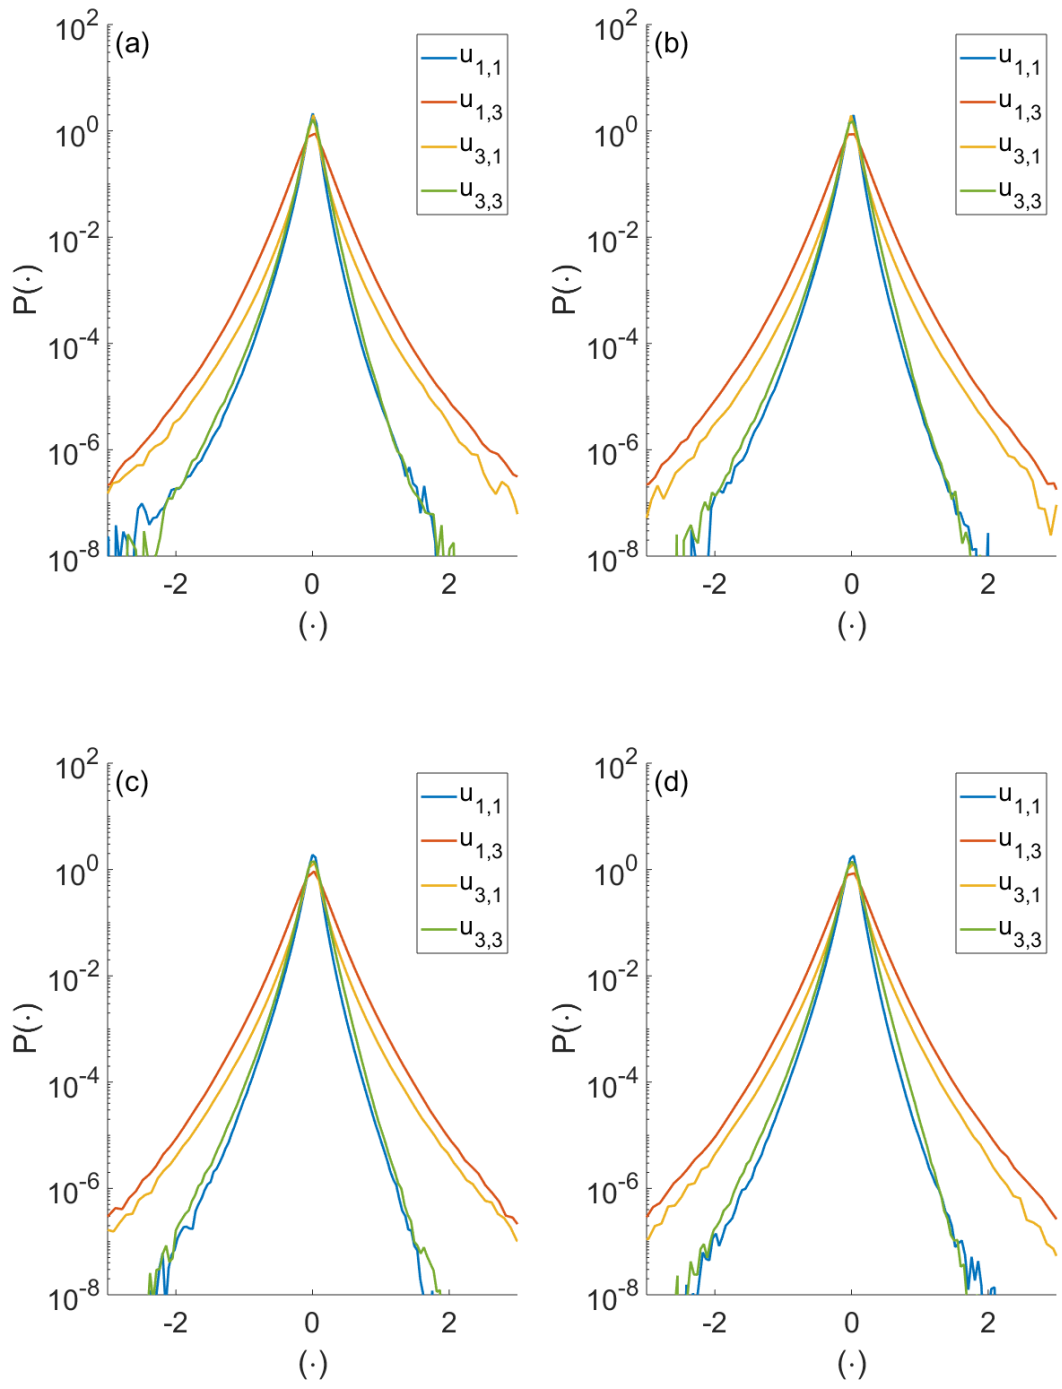 (a)
10^2
10^0
10^-2
10^-4
10^-6
10^-8
P(·)
-2 0 2
(·)
u_1,1
u_1,3
u_3,1
u_3,3
(b)
10^2
10^0
10^-2
10^-4
10^-6
10^-8
P(·)
-2 0 2
(·)
u_1,1
u_1,3
u_3,1
u_3,3
(c)
10^2
10^0
10^-2
10^-4
10^-6
10^-8
P(·)
-2 0 2
(·)
u_1,1
u_1,3
u_3,1
u_3,3
(d)
10^2
10^0
10^-2
10^-4
10^-6
10^-8
P(·)
-2 0 2
(·)
u_1,1
u_1,3
u_3,1
u_3,3